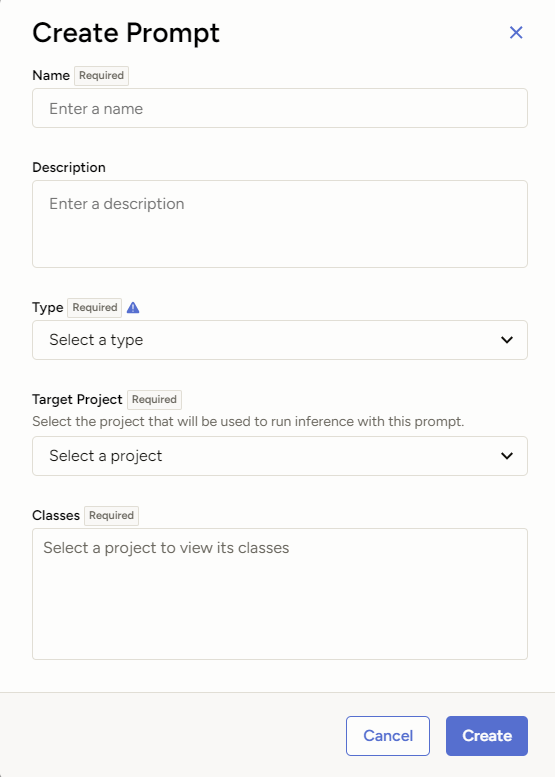 Create Prompt
Name Required
Enter a name
Description
Enter a description
Type Required
Select a type
Target Project Required
Select the project that will be used to run inference with this prompt.
Select a project
Classes Required
Select a project to view its classes
Cancel Create